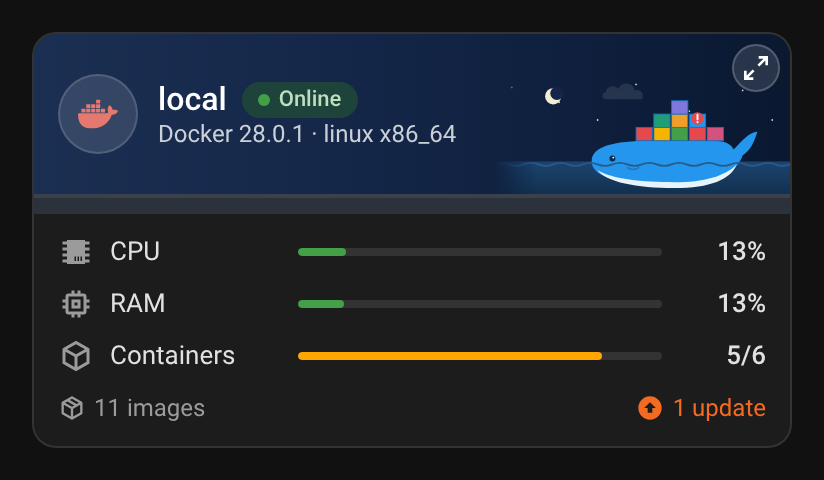 local Online
Docker 28.0.1 · linux x86_64
CPU 13%
RAM 13%
Containers 5/6
11 images 1 update